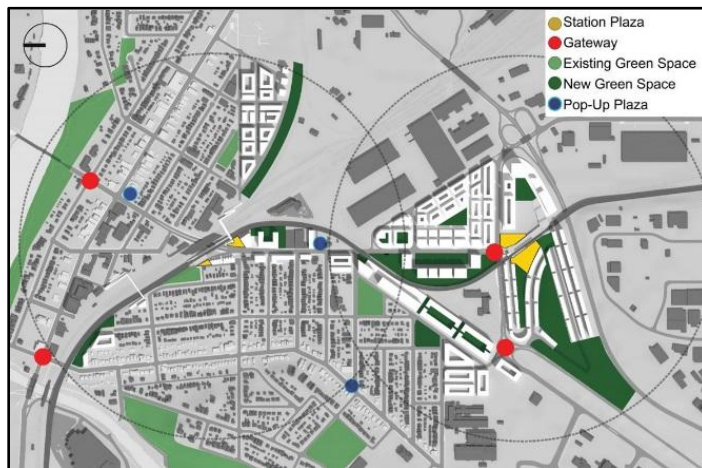 Station Plaza
Gateway
Existing Green Space
New Green Space
Pop-Up Plaza